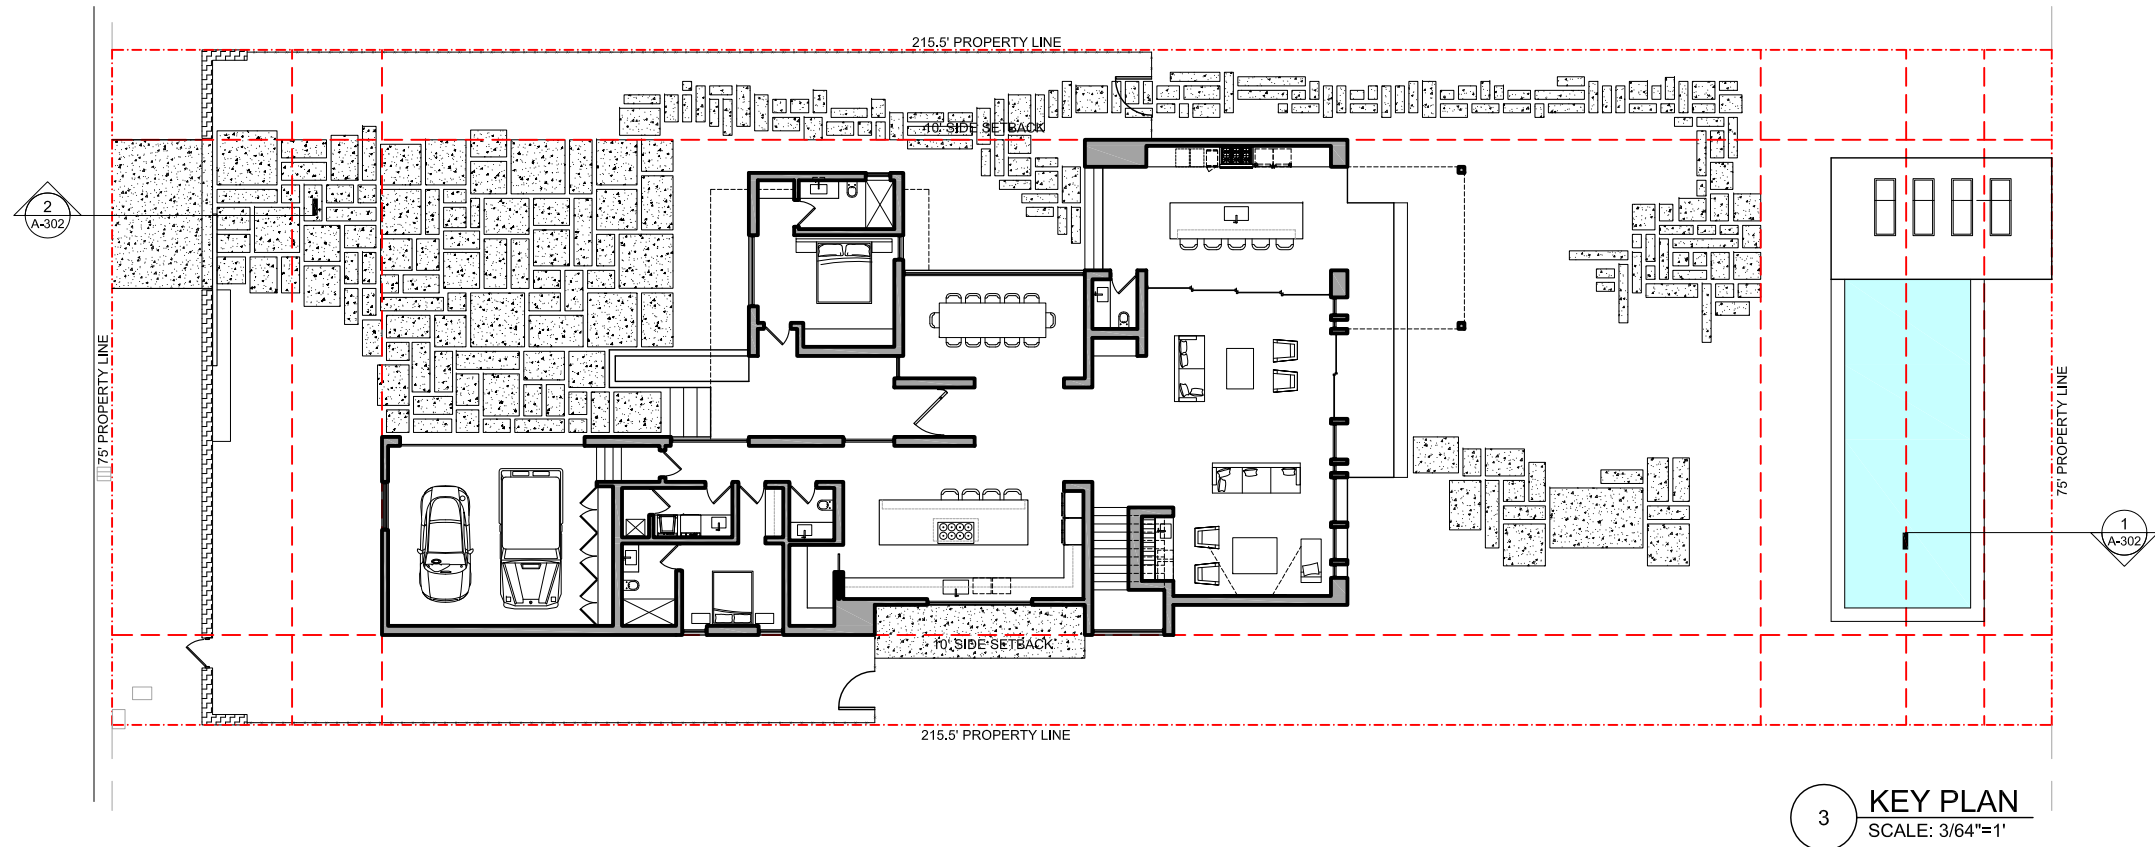 215.5' PROPERTY LINE
10' SIDE SETBACK
2
A-302
75' PROPERTY LINE
75' PROPERTY LINE
1
A-302
10' SIDE SETBACK
215.5' PROPERTY LINE
3
KEY PLAN
SCALE: 3/64"=1'